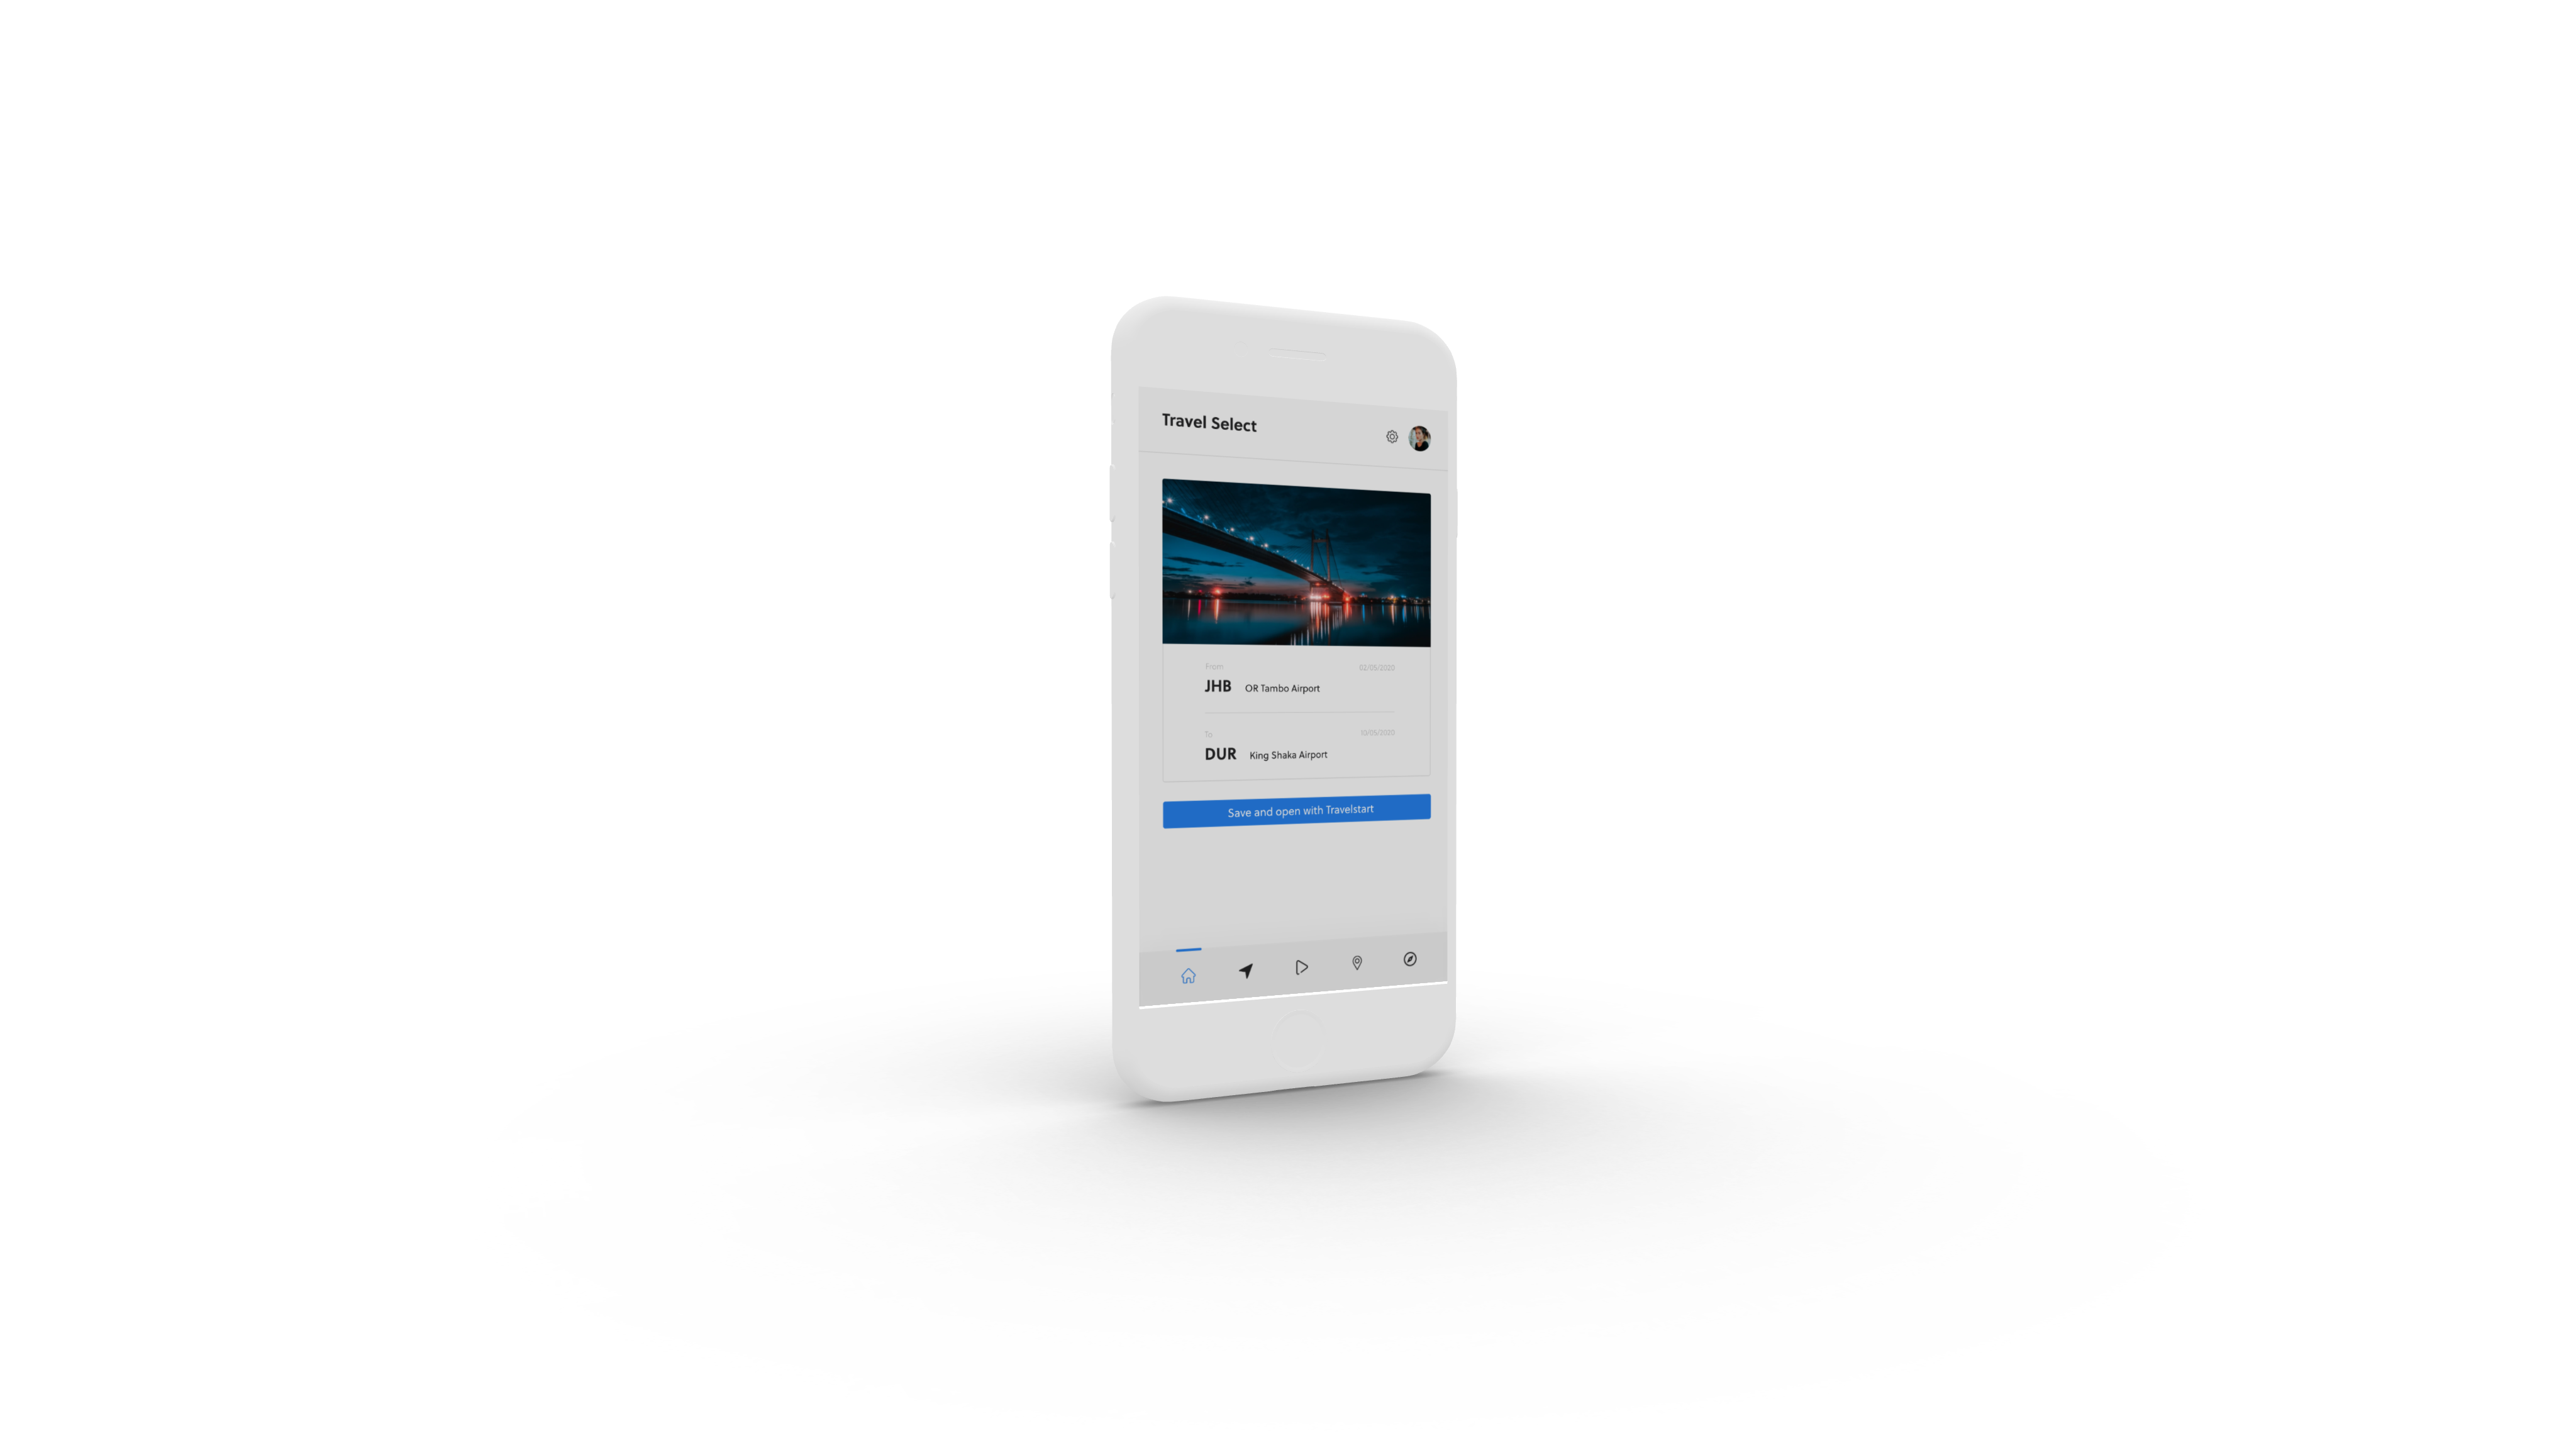 Travel Select
From 02/05/2020
JHB OR Tambo Airport
To 10/05/2020
DUR King Shaka Airport
Save and open with Travelstart